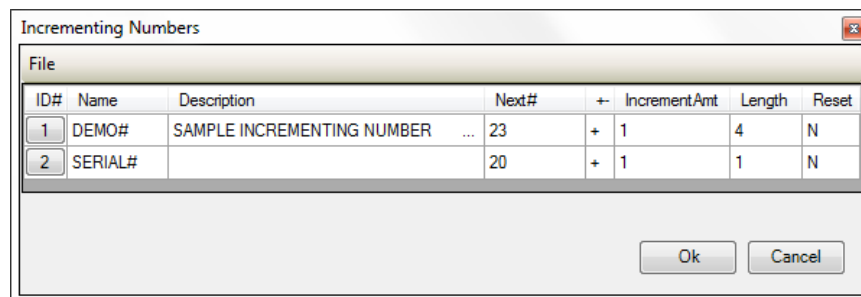 Incrementing Numbers
File
ID# Name Description Next# +- IncrementAmt Length Reset
1 DEMO# SAMPLE INCREMENTING NUMBER ... 23 + 1 4 N
2 SERIAL# 20 + 1 1 N
Ok Cancel